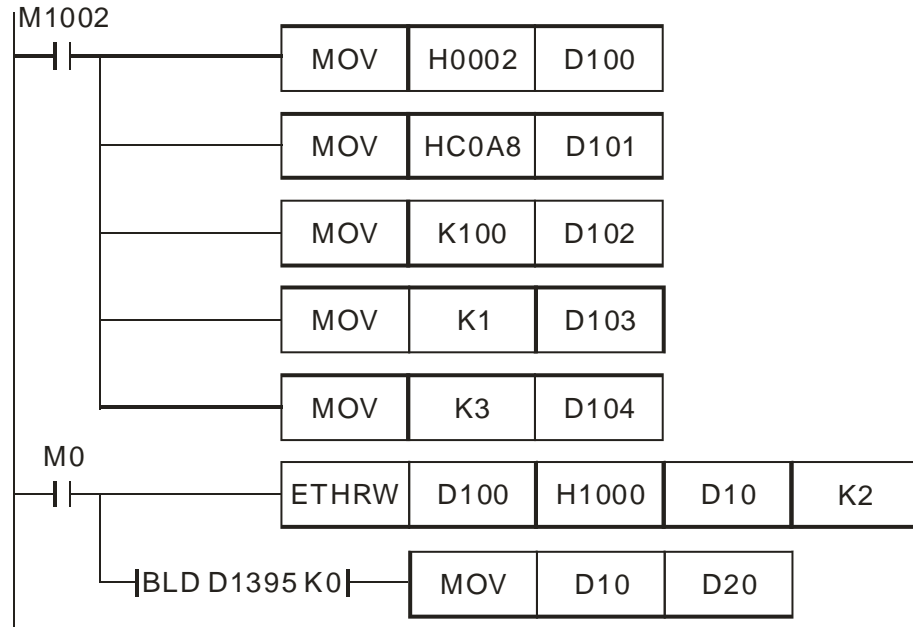 M1002
MOV H0002 D100
MOV HC0A8 D101
MOV K100 D102
MOV K1 D103
MOV K3 D104
M0
ETHRW D100 H1000 D10 K2
BLD D1395 K0 MOV D10 D20